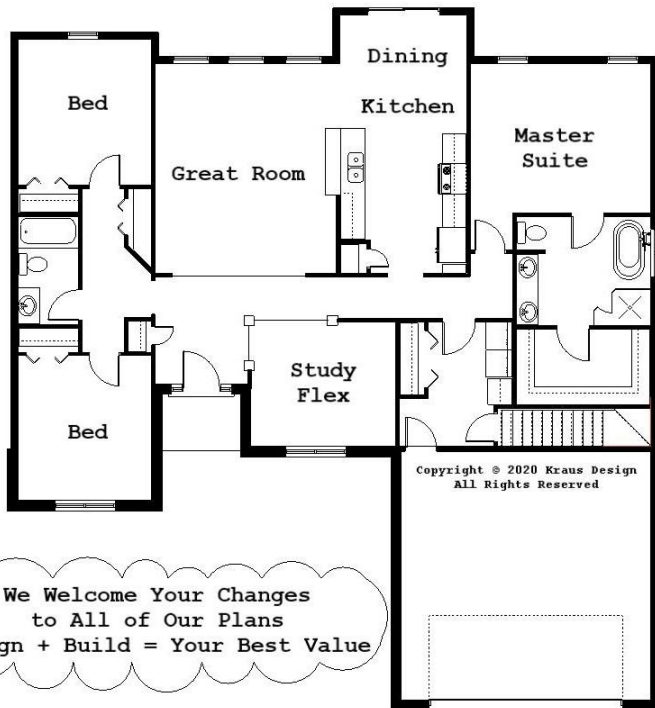 Dining
Kitchen
Bed
Master
Suite
Great Room
Study
Flex
Bed
Copyright © 2020 Kraus Design
All Rights Reserved
We Welcome Your Changes
to All of Our Plans
+ Build = Your Best Value